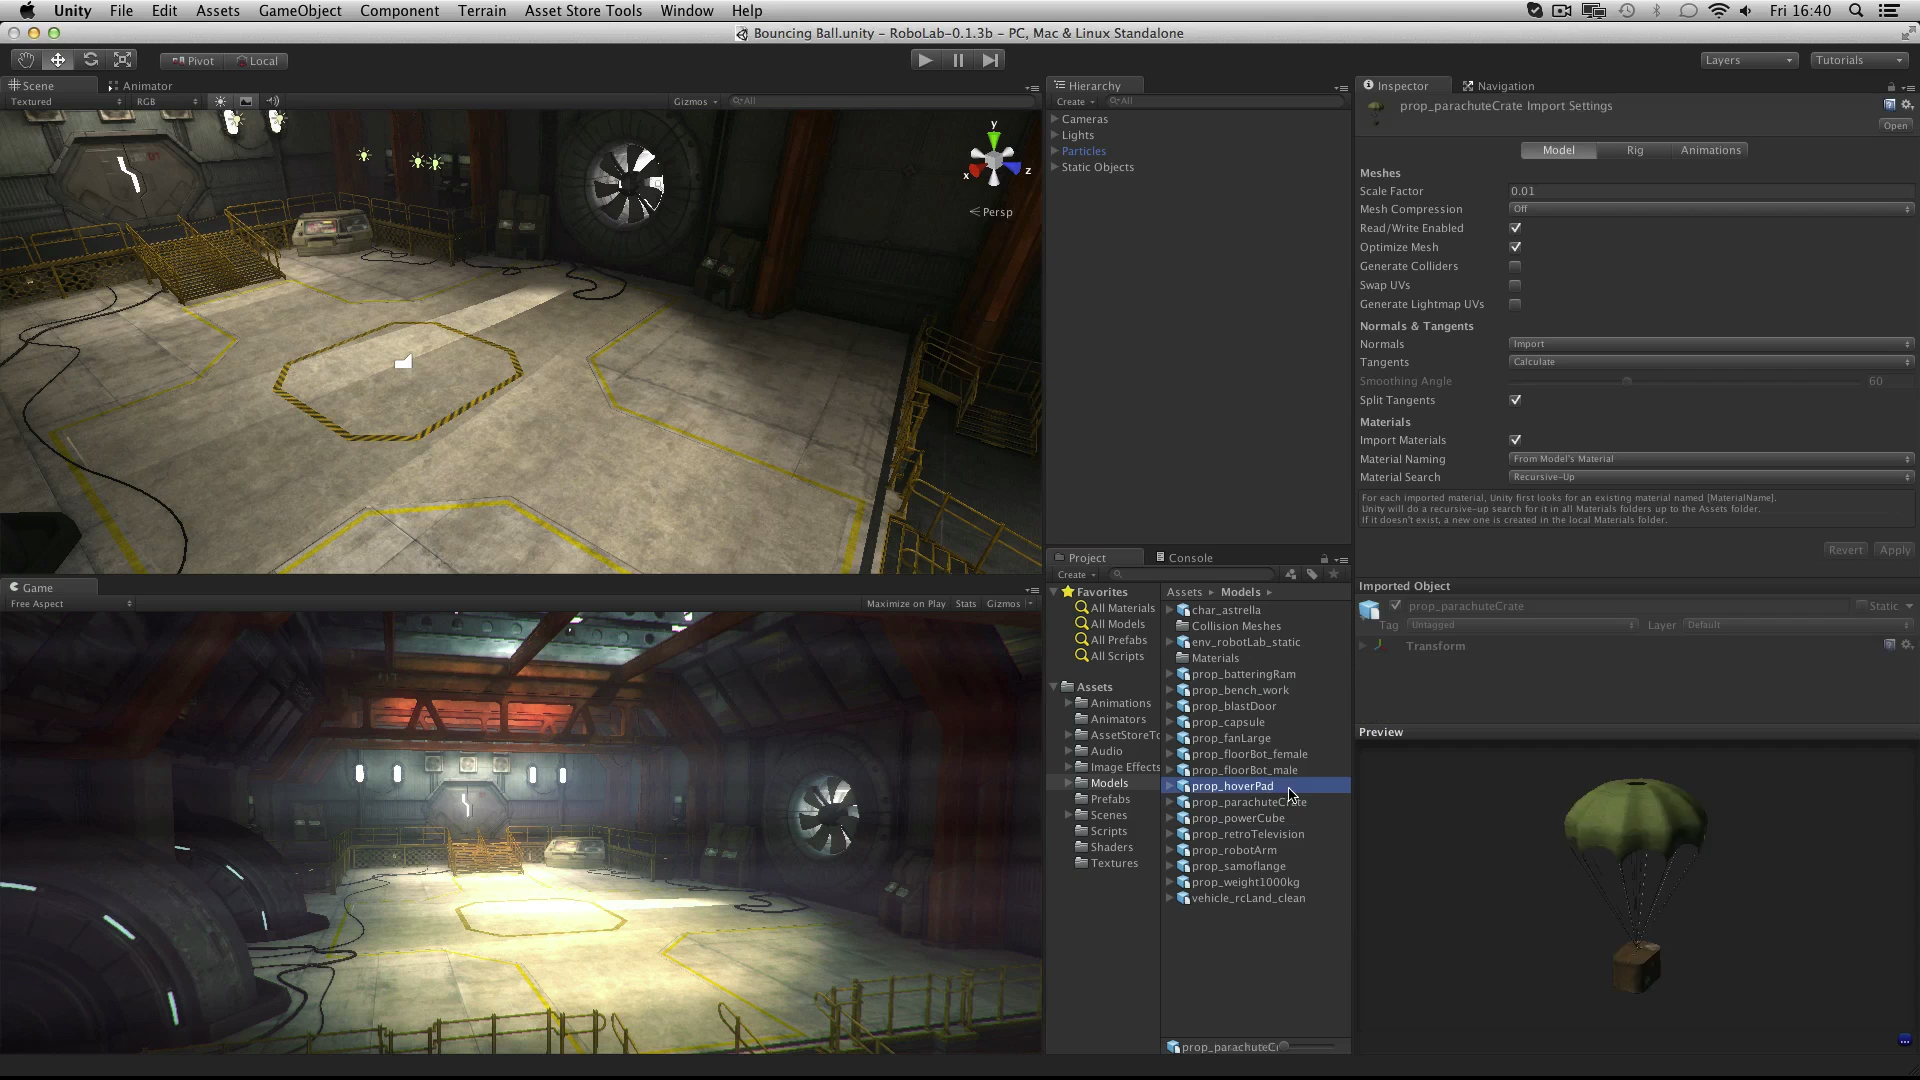 Unity File Edit Assets GameObject Component Terrain Asset Store Tools Window Help Fri 16:40
Bouncing Ball.unity – RoboLab-0.1.3b – PC, Mac & Linux Standalone
Pivot Local Layers Tutorials
Scene Animator
Textured RGB Gizmos All
y
x
z
Persp
Hierarchy
Create All
Cameras
Lights
Particles
Static Objects
Inspector Navigation
prop_parachuteCrate Import Settings
Open
Model Rig Animations
Meshes
Scale Factor 0.01
Mesh Compression Off
Read/Write Enabled
Optimize Mesh
Generate Colliders
Swap UVs
Generate Lightmap UVs
Normals & Tangents
Normals Import
Tangents Calculate
Smoothing Angle 60
Split Tangents
Materials
Import Materials
Material Naming From Model's Material
Material Search Recursive-Up
For each imported material, Unity first looks for an existing material named [MaterialName].
Unity will do a recursive-up search for it in all Materials folders up to the Assets folder.
If it doesn't exist, a new one is created in the local Materials folder.
Revert Apply
Imported Object
prop_parachuteCrate Static
Tag Untagged Layer Default
Transform
Preview
Game
Free Aspect Maximize on Play Stats Gizmos
Project Console
Create
Favorites
All Materials
All Models
All Prefabs
All Scripts
Assets
Animations
Animators
AssetStoreTo
Audio
Image Effects
Models
Prefabs
Scenes
Scripts
Shaders
Textures
Assets Models
char_astrella
Collision Meshes
env_robotLab_static
Materials
prop_batteringRam
prop_bench_work
prop_blastDoor
prop_capsule
prop_fanLarge
prop_floorBot_female
prop_floorBot_male
prop_hoverPad
prop_parachuteCrate
prop_powerCube
prop_retroTelevision
prop_robotArm
prop_samoflange
prop_weight1000kg
vehicle_rcLand_clean
prop_parachuteCr